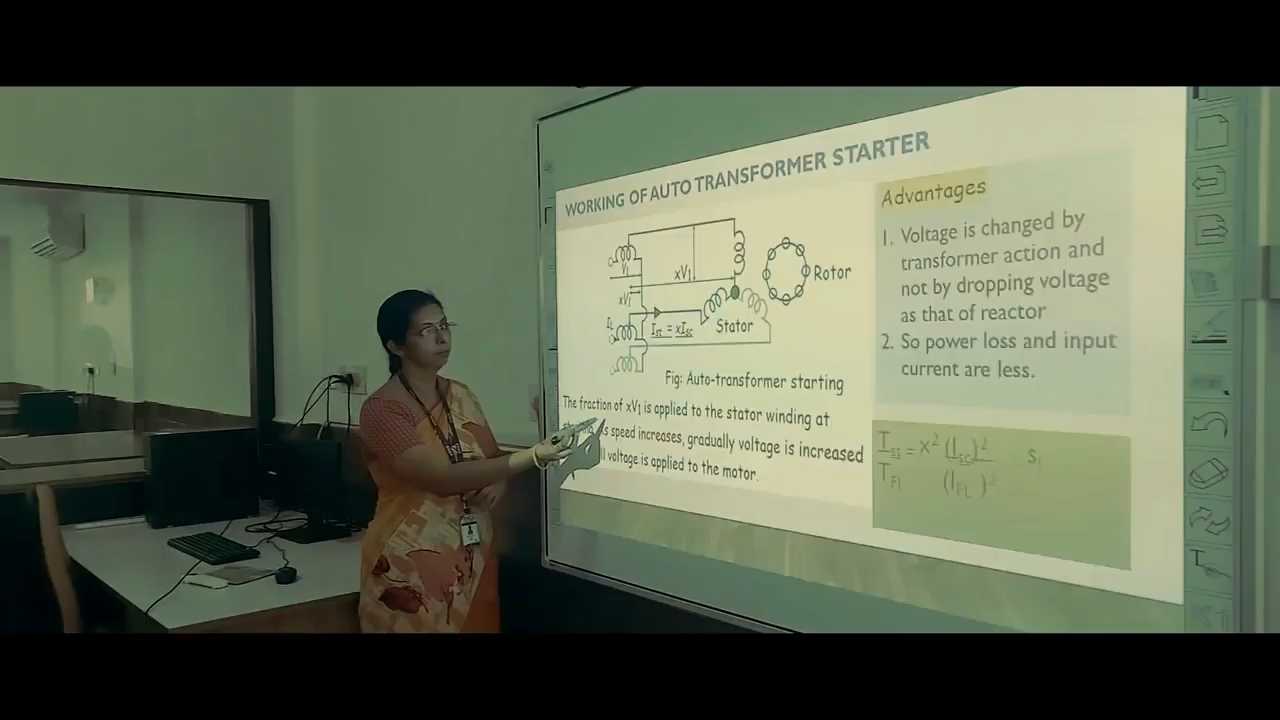 WORKING OF AUTO TRANSFORMER STARTER
V1
xV1
xV1
IL
Ist = xIsc
Stator
Rotor
Fig: Auto-transformer starting
The fraction of xV1 is applied to the stator winding at
s speed increases, gradually voltage is increased
voltage is applied to the motor.
Advantages
1. Voltage is changed by
transformer action and
not by dropping voltage
as that of reactor
2. So power loss and input
current are less.
= x² (Isc)² sf
TFl (IFL )²